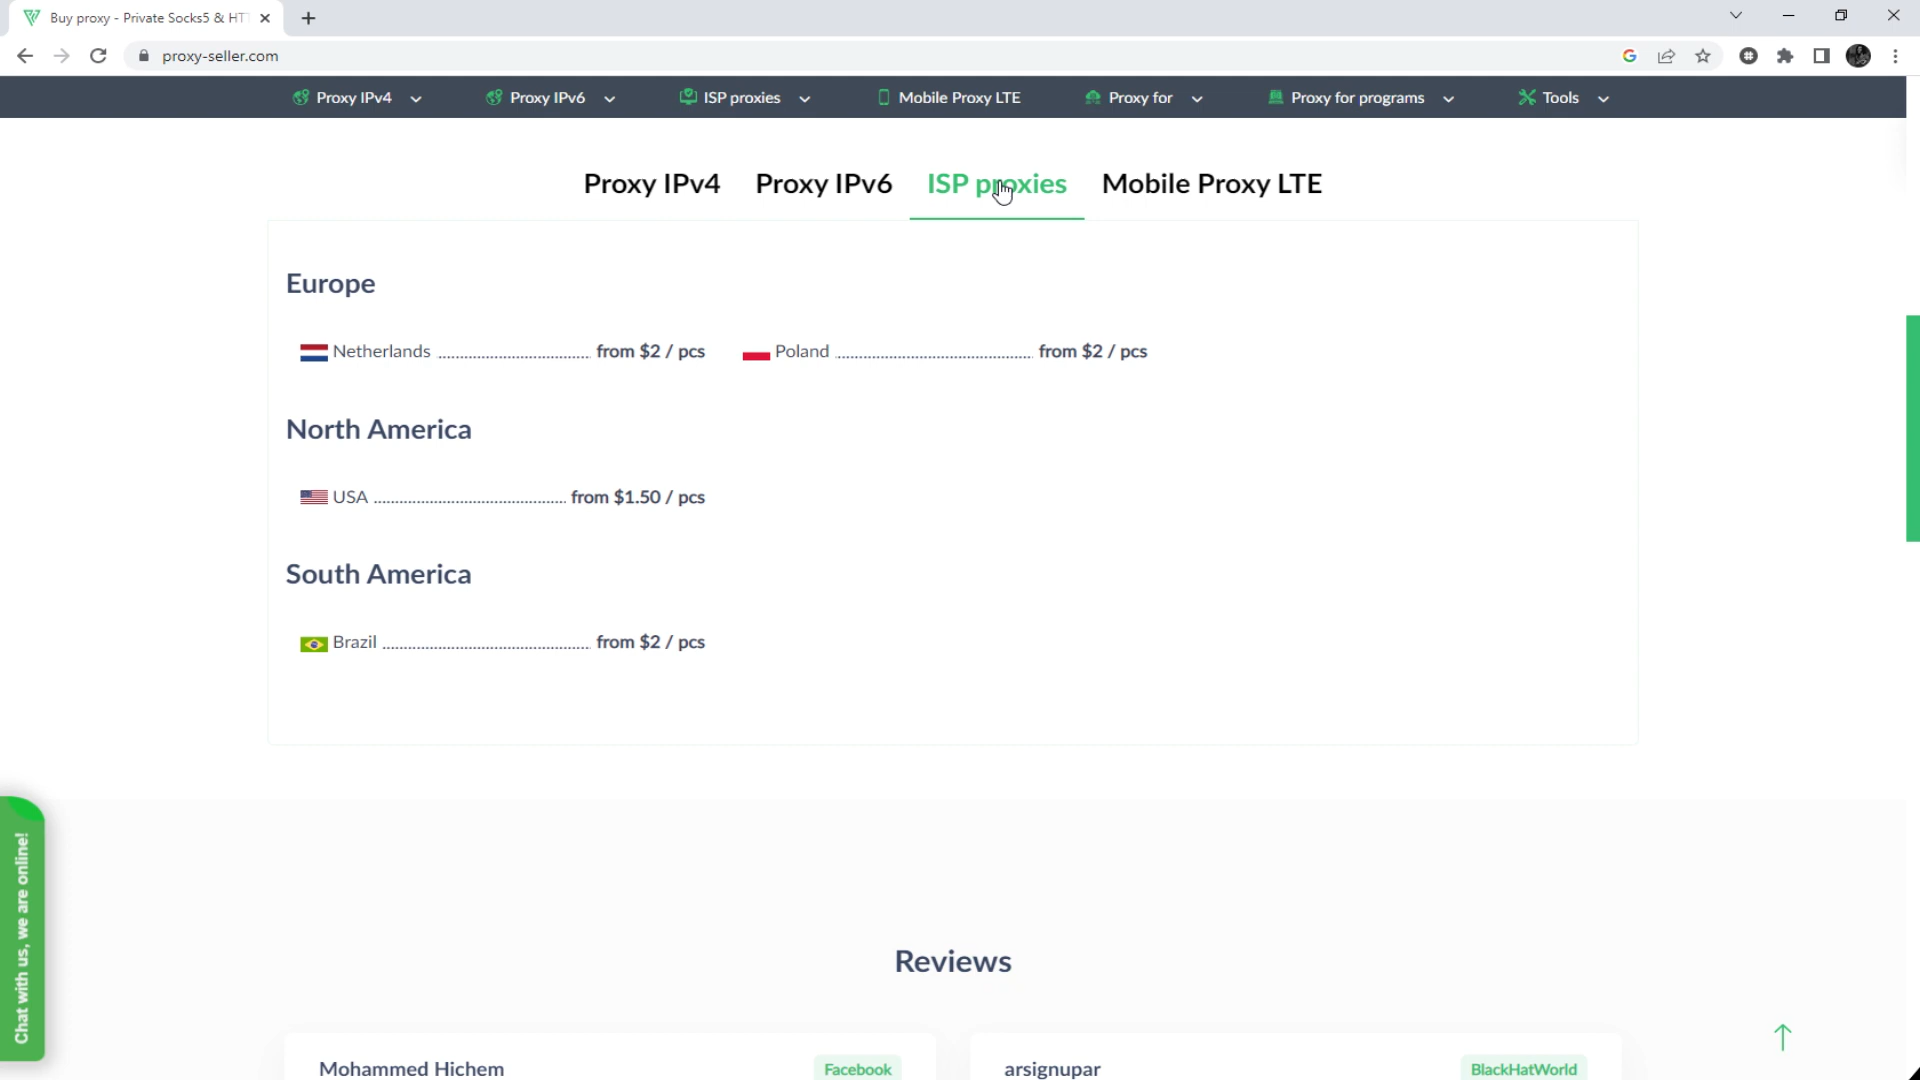 Buy proxy - Private Socks5 & HT
proxy-seller.com
Proxy IPv4
Proxy IPv6
ISP proxies
Mobile Proxy LTE
Proxy for
Proxy for programs
Tools
Proxy IPv4
Proxy IPv6
ISP proxies
Mobile Proxy LTE
Europe
Netherlands ...................................... from $2 / pcs
Poland ................................................. from $2 / pcs
North America
USA ................................................ from $1.50 / pcs
South America
Brazil .................................................... from $2 / pcs
Chat with us, we are online!
Reviews
Mohammed Hichem
Facebook
arsignupar
BlackHatWorld